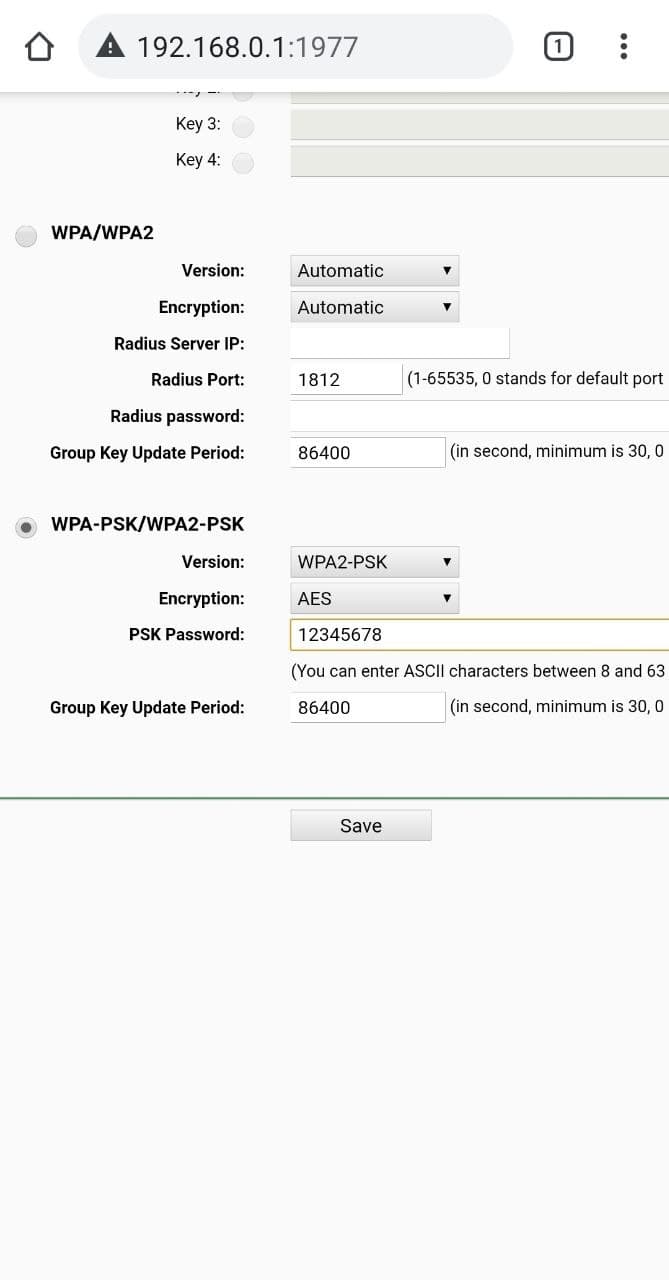 192.168.0.1:1977
1
Key 3:
Key 4:
WPA/WPA2
Version: Automatic
Encryption: Automatic
Radius Server IP:
Radius Port: 1812 (1-65535, 0 stands for default port
Radius password:
Group Key Update Period: 86400 (in second, minimum is 30, 0
WPA-PSK/WPA2-PSK
Version: WPA2-PSK
Encryption: AES
PSK Password: 12345678
(You can enter ASCII characters between 8 and 63
Group Key Update Period: 86400 (in second, minimum is 30, 0
Save